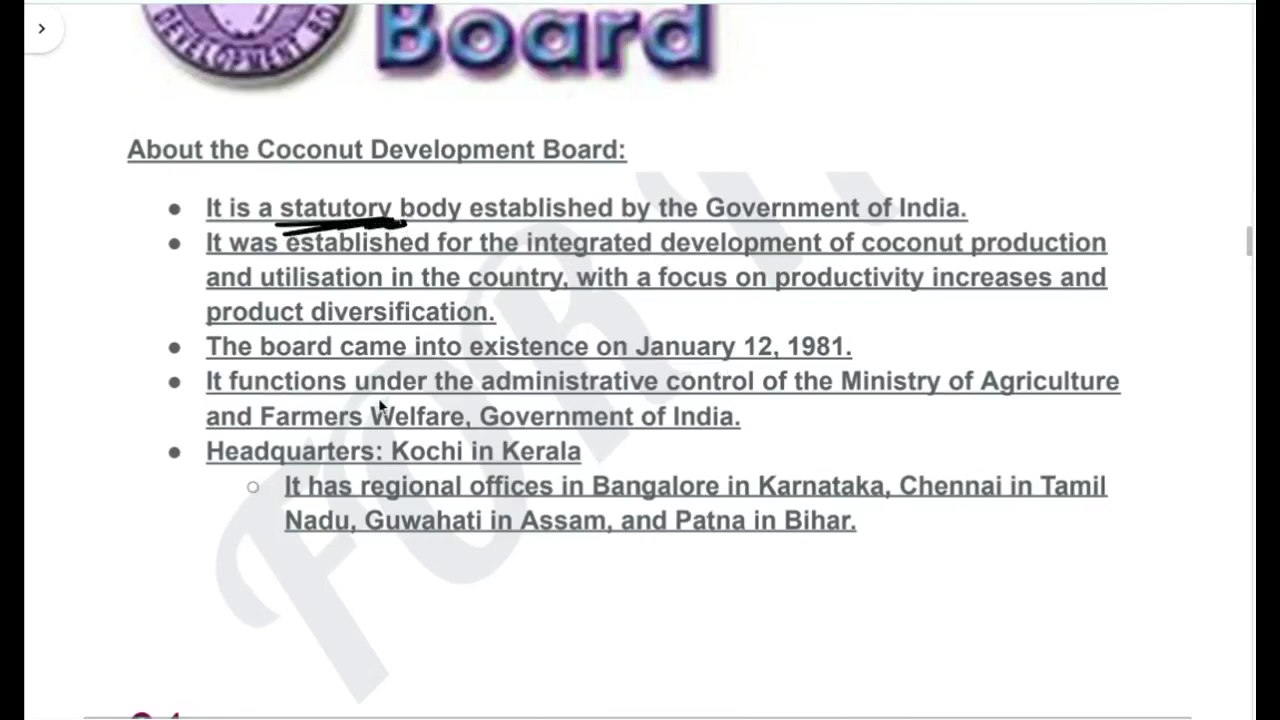 DEVELOPMENT BO
Board
About the Coconut Development Board:
● It is a statutory body established by the Government of India.
● It was established for the integrated development of coconut production
and utilisation in the country, with a focus on productivity increases and
product diversification.
● The board came into existence on January 12, 1981.
● It functions under the administrative control of the Ministry of Agriculture
and Farmers Welfare, Government of India.
● Headquarters: Kochi in Kerala
○ It has regional offices in Bangalore in Karnataka, Chennai in Tamil
Nadu, Guwahati in Assam, and Patna in Bihar.
FOR